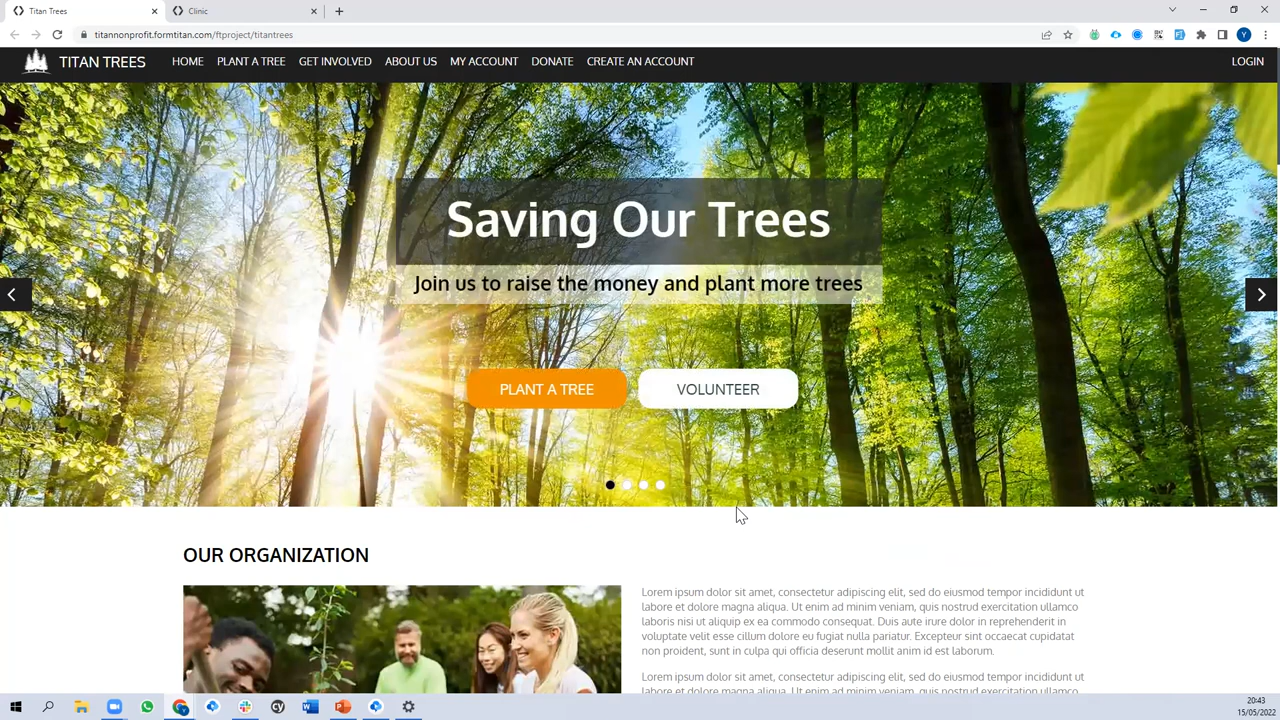 Titan Trees
Clinic
titannonprofit.formtitan.com/ftproject/titantrees
Y
TITAN TREES
HOME
PLANT A TREE
GET INVOLVED
ABOUT US
MY ACCOUNT
DONATE
CREATE AN ACCOUNT
LOGIN
Saving Our Trees
Join us to raise the money and plant more trees
PLANT A TREE
VOLUNTEER
OUR ORGANIZATION
Lorem ipsum dolor sit amet, consectetur adipiscing elit, sed do eiusmod tempor incididunt ut
labore et dolore magna aliqua. Ut enim ad minim veniam, quis nostrud exercitation ullamco
laboris nisi ut aliquip ex ea commodo consequat. Duis aute irure dolor in reprehenderit in
voluptate velit esse cillum dolore eu fugiat nulla pariatur. Excepteur sint occaecat cupidatat
non proident, sunt in culpa qui officia deserunt mollit anim id est laborum.
Lorem ipsum dolor sit amet, consectetur adipiscing elit, sed do eiusmod tempor incididunt ut
labore et dolore magna aliqua. Ut enim ad minim veniam, quis nostrud exercitation ullamco
20:43
15/05/2022